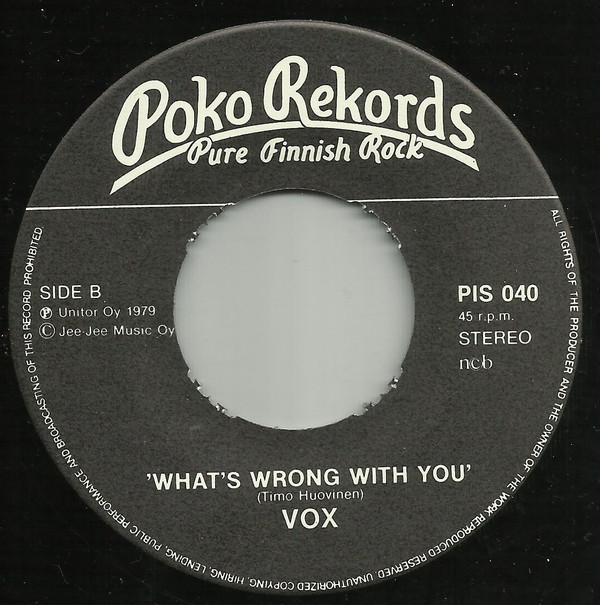 Poko Rekords
Pure Finnish Rock
SIDE B
Ⓟ Unitor Oy 1979
© Jee-Jee Music Oy
PIS 040
45 r.p.m.
STEREO
ncb
'WHAT'S WRONG WITH YOU'
(Timo Huovinen)
VOX
ALL RIGHTS OF THE PRODUCER AND THE OWNER OF THE WORK REPRODUCED RESERVED. UNAUTHORIZED COPYING, HIRING, LENDING, PUBLIC PERFORMANCE AND BROADCASTING OF THIS RECORD PROHIBITED